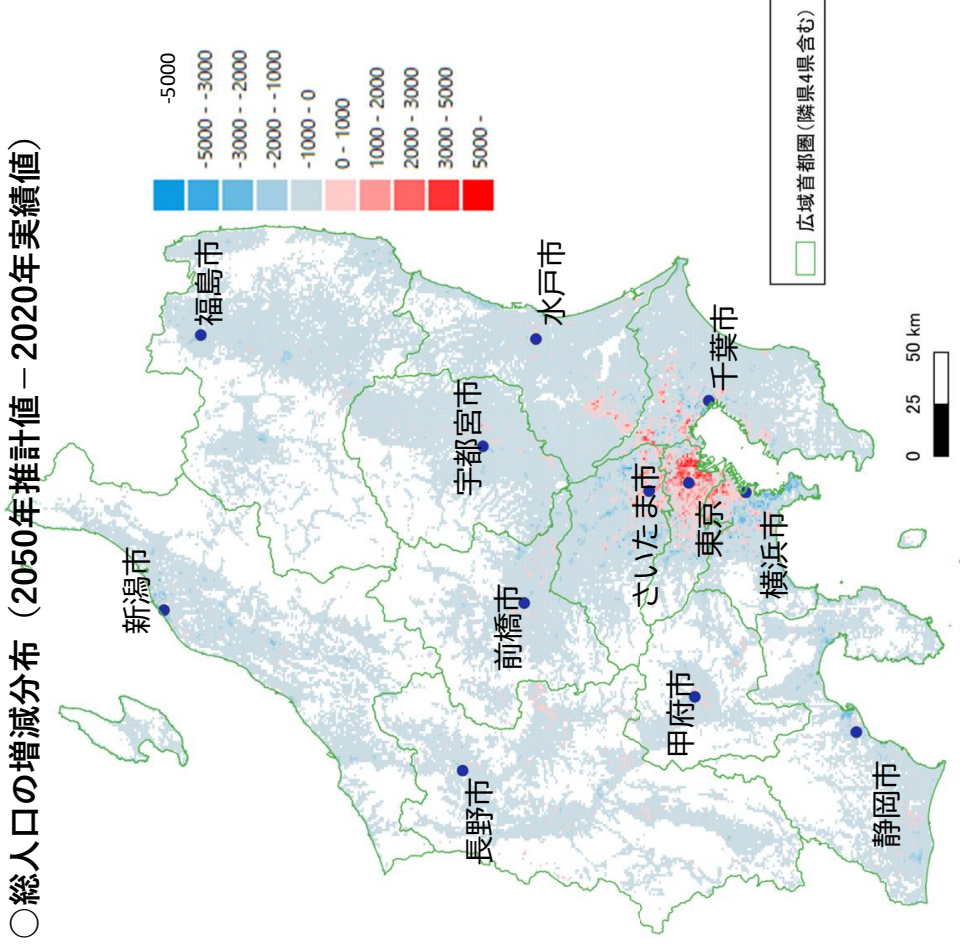 ○総人口の増減分布（2050年推計値－2020年実績値）
-5000
-5000 - -3000
-3000 - -2000
-2000 - -1000
-1000 - 0
0 - 1000
1000 - 2000
2000 - 3000
3000 - 5000
5000 -
福島市
新潟市
水戸市
宇都宮市
前橋市
長野市
さいたま市
東京
千葉市
横浜市
甲府市
静岡市
広域首都圏（隣県4県含む）
0 25 50 km